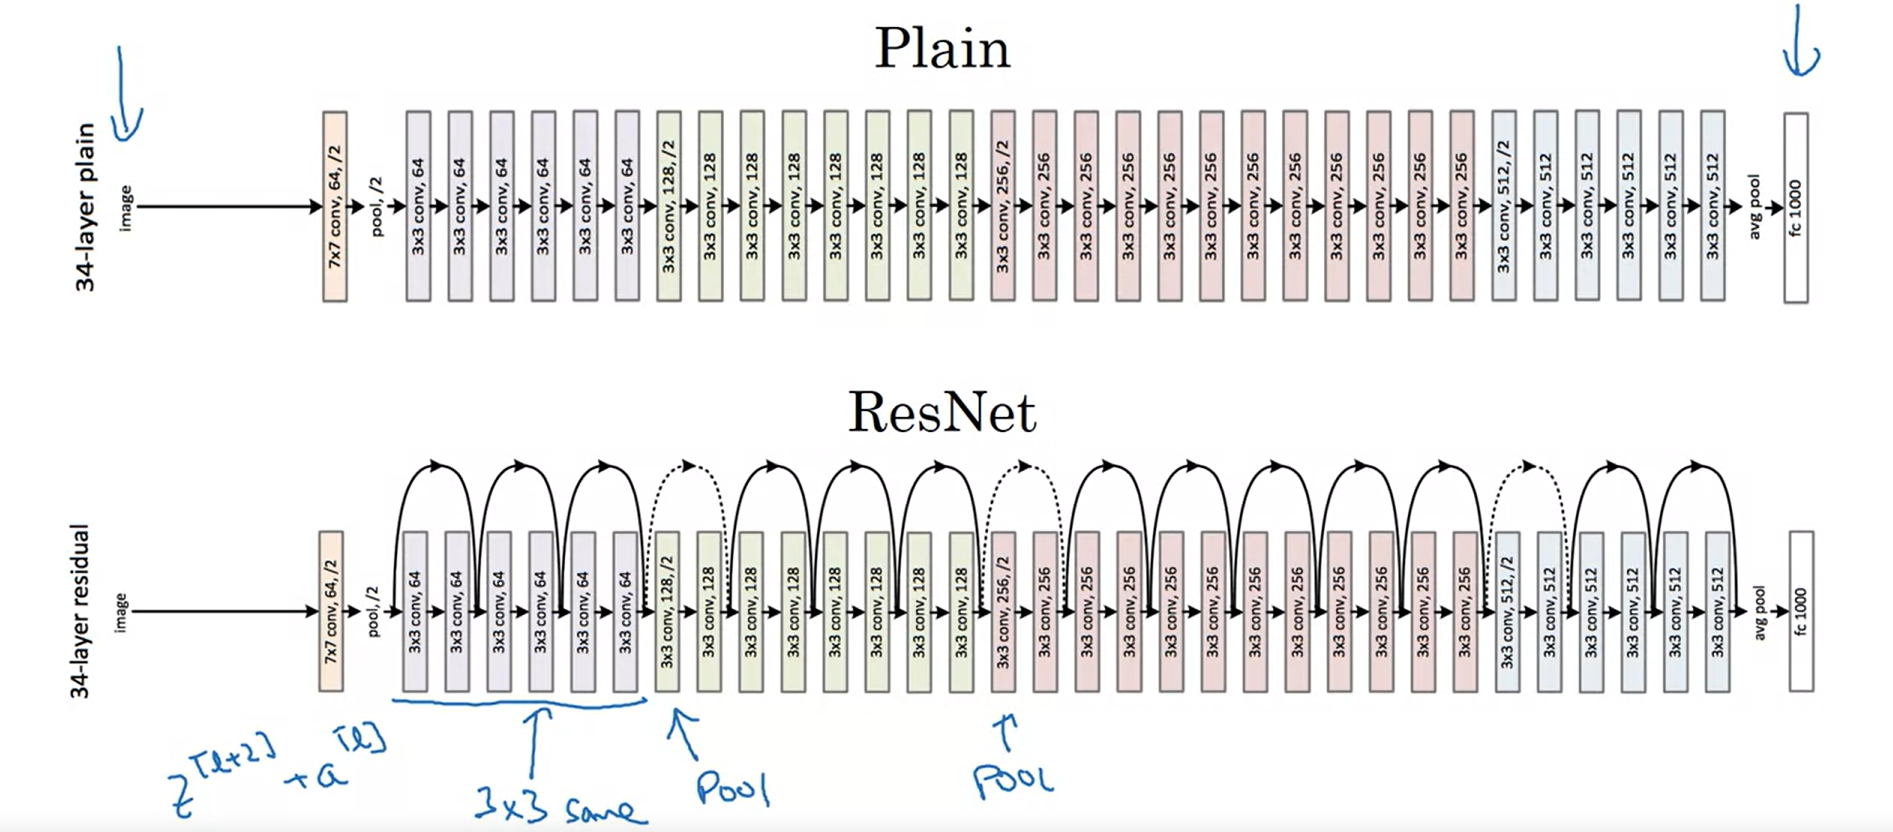 Plain
34-layer plain
image
7x7 conv, 64, /2
pool, /2
3x3 conv, 64
3x3 conv, 64
3x3 conv, 64
3x3 conv, 64
3x3 conv, 64
3x3 conv, 64
3x3 conv, 128, /2
3x3 conv, 128
3x3 conv, 128
3x3 conv, 128
3x3 conv, 128
3x3 conv, 128
3x3 conv, 128
3x3 conv, 128
3x3 conv, 256, /2
3x3 conv, 256
3x3 conv, 256
3x3 conv, 256
3x3 conv, 256
3x3 conv, 256
3x3 conv, 256
3x3 conv, 256
3x3 conv, 256
3x3 conv, 256
3x3 conv, 256
3x3 conv, 256
3x3 conv, 512, /2
3x3 conv, 512
3x3 conv, 512
3x3 conv, 512
3x3 conv, 512
3x3 conv, 512
avg pool
fc 1000
ResNet
34-layer residual
image
7x7 conv, 64, /2
pool, /2
3x3 conv, 64
3x3 conv, 64
3x3 conv, 64
3x3 conv, 64
3x3 conv, 64
3x3 conv, 64
3x3 conv, 128, /2
3x3 conv, 128
3x3 conv, 128
3x3 conv, 128
3x3 conv, 128
3x3 conv, 128
3x3 conv, 128
3x3 conv, 128
3x3 conv, 256, /2
3x3 conv, 256
3x3 conv, 256
3x3 conv, 256
3x3 conv, 256
3x3 conv, 256
3x3 conv, 256
3x3 conv, 256
3x3 conv, 256
3x3 conv, 256
3x3 conv, 256
3x3 conv, 256
3x3 conv, 512, /2
3x3 conv, 512
3x3 conv, 512
3x3 conv, 512
3x3 conv, 512
3x3 conv, 512
avg pool
fc 1000
z[l+2] + a[l]
3x3 same
Pool
Pool